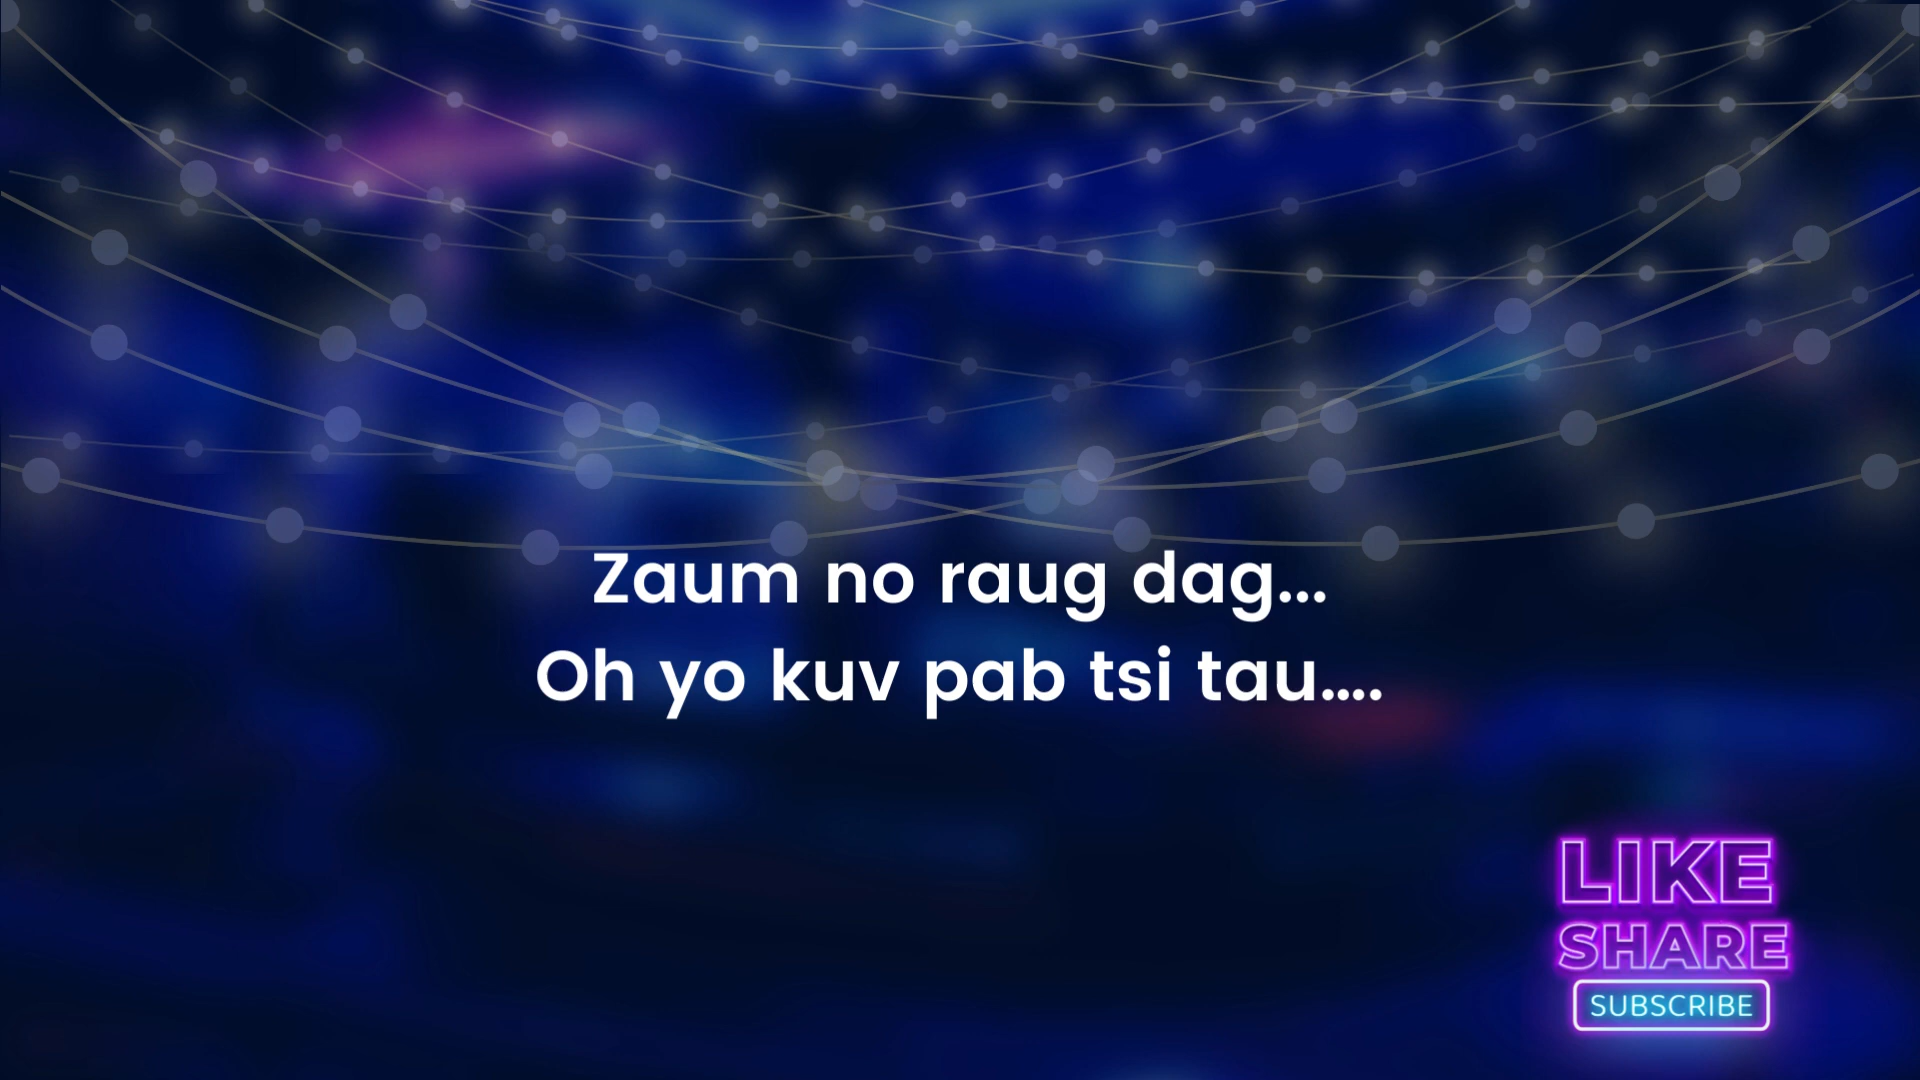 Zaum no raug dag...
Oh yo kuv pab tsi tau....
LIKE
SHARE
SUBSCRIBE